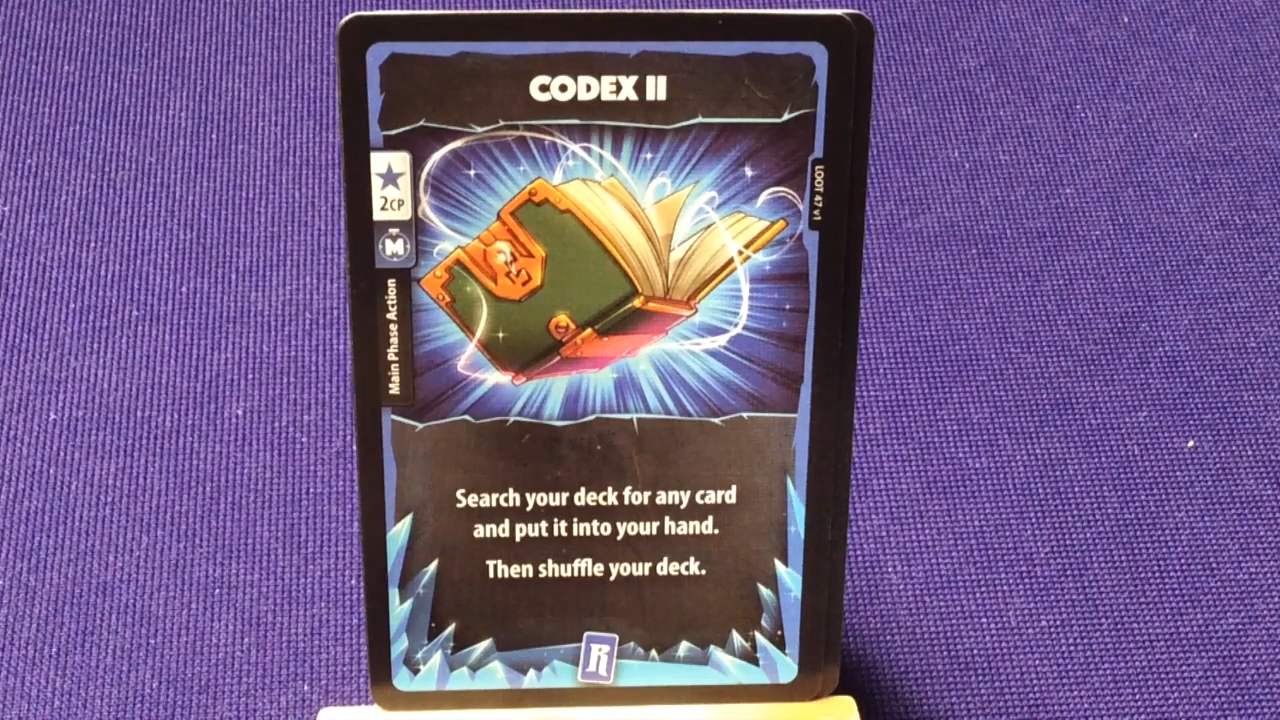 CODEX II
2CP
M
Main Phase Action
LOOT 47 v1
Search your deck for any card
and put it into your hand.
Then shuffle your deck.
R